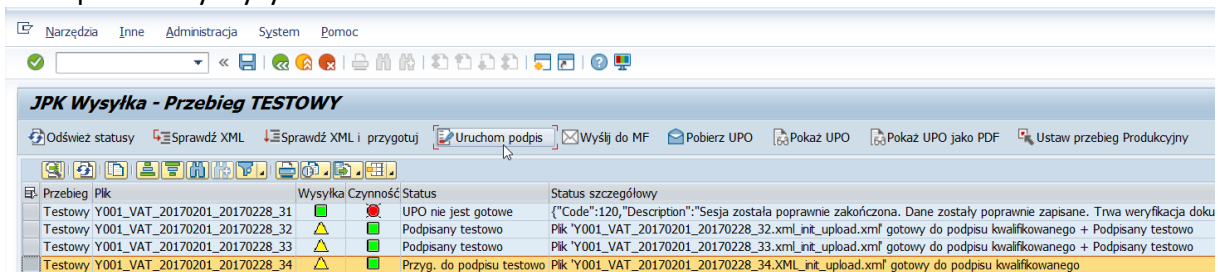 Narzędzia Inne Administracja System Pomoc
JPK Wysyłka - Przebieg TESTOWY
Odśwież statusy Sprawdź XML Sprawdź XML i przygotuj Uruchom podpis Wyślij do MF Pobierz UPO Pokaż UPO Pokaż UPO jako PDF Ustaw przebieg Produkcyjny
Przebieg Plik Wysyłka Czynność Status Status szczegółowy
Testowy Y001_VAT_20170201_20170228_31 UPO nie jest gotowe {"Code":120,"Description":"Sesja została poprawnie zakończona. Dane zostały poprawnie zapisane. Trwa weryfikacja doku
Testowy Y001_VAT_20170201_20170228_32 Podpisany testowo Plik 'Y001_VAT_20170201_20170228_32.xml_init_upload.xml' gotowy do podpisu kwalifikowanego + Podpisany testowo
Testowy Y001_VAT_20170201_20170228_33 Podpisany testowo Plik 'Y001_VAT_20170201_20170228_33.xml_init_upload.xml' gotowy do podpisu kwalifikowanego + Podpisany testowo
Testowy Y001_VAT_20170201_20170228_34 Przyg. do podpisu testowo Plik 'Y001_VAT_20170201_20170228_34.XML_init_upload.xml' gotowy do podpisu kwalifikowanego